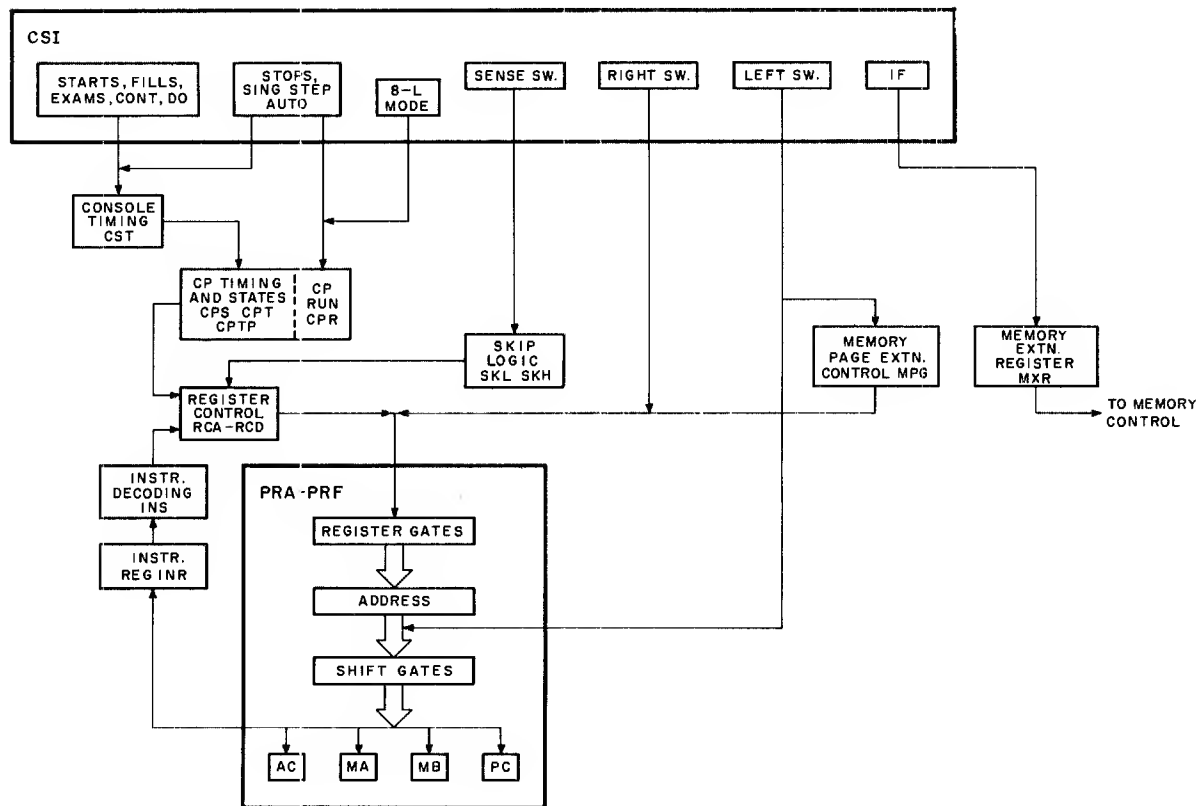 CSI
STARTS, FILLS,
EXAMS, CONT, DO
STOPS,
SING STEP
AUTO
8-L
MODE
SENSE SW.
RIGHT SW.
LEFT SW.
IF
CONSOLE
TIMING
CST
CP TIMING
AND STATES
CPS CPT
CPTP
CP
RUN
CPR
SKIP
LOGIC
SKL SKH
MEMORY
PAGE EXTN.
CONTROL MPG
MEMORY
EXTN.
REGISTER
MXR
TO MEMORY
CONTROL
REGISTER
CONTROL
RCA-RCD
INSTR.
DECODING
INS
INSTR.
REG INR
PRA-PRF
REGISTER GATES
ADDRESS
SHIFT GATES
AC
MA
MB
PC